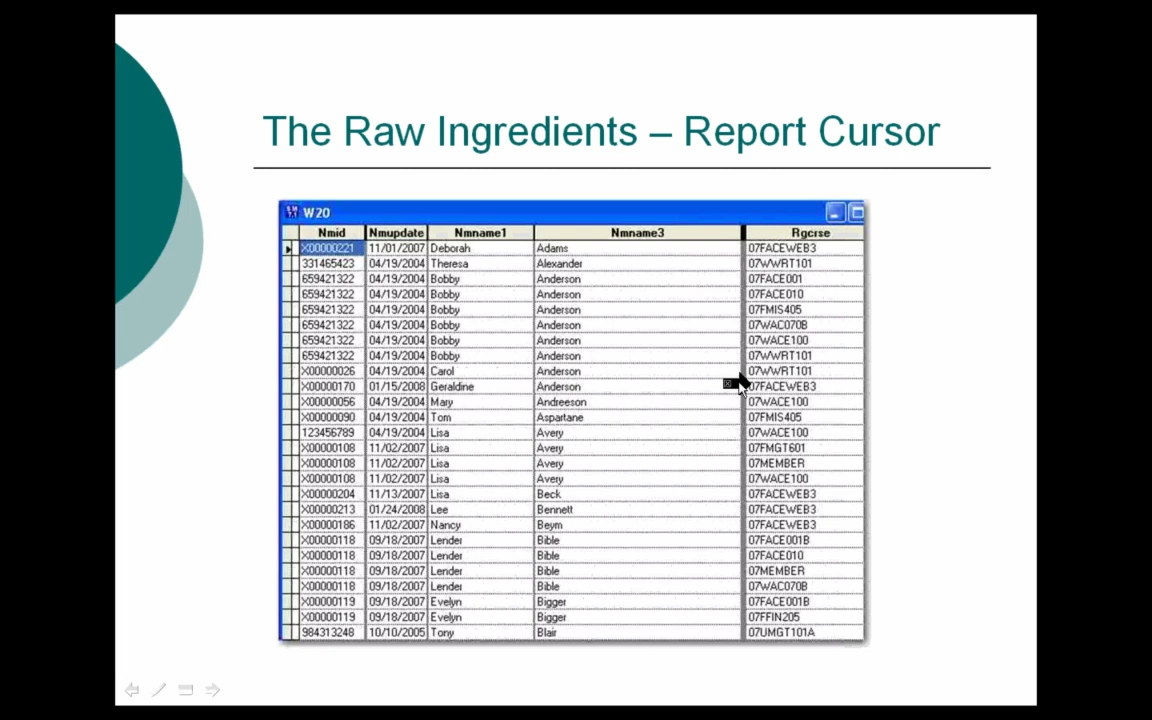 The Raw Ingredients – Report Cursor
W20
Nmid Nmupdate Nmname1 Nmname3 Rgcrse
X00000221 11/01/2007 Deborah Adams 07FACEWEB3
331465423 04/19/2004 Theresa Alexander 07WWRT101
659421322 04/19/2004 Bobby Anderson 07FACE001
659421322 04/19/2004 Bobby Anderson 07FACE010
659421322 04/19/2004 Bobby Anderson 07FMIS405
659421322 04/19/2004 Bobby Anderson 07WAC070B
659421322 04/19/2004 Bobby Anderson 07WACE100
659421322 04/19/2004 Bobby Anderson 07WWRT101
X00000026 04/19/2004 Carol Anderson 07WWRT101
X00000170 01/15/2008 Geraldine Anderson 07FACEWEB3
X00000056 04/19/2004 Mary Andreeson 07WACE100
X00000090 04/19/2004 Tom Aspartane 07FMIS405
123456789 04/19/2004 Lisa Avery 07WACE100
X00000108 11/02/2007 Lisa Avery 07FMGT601
X00000108 11/02/2007 Lisa Avery 07MEMBER
X00000108 11/02/2007 Lisa Avery 07WACE100
X00000204 11/13/2007 Lisa Beck 07FACEWEB3
X00000213 01/24/2008 Lee Bennett 07FACEWEB3
X00000186 11/02/2007 Nancy Beym 07FACEWEB3
X00000118 09/18/2007 Lender Bible 07FACE001B
X00000118 09/18/2007 Lender Bible 07FACE010
X00000118 09/18/2007 Lender Bible 07MEMBER
X00000118 09/18/2007 Lender Bible 07WAC070B
X00000119 09/18/2007 Evelyn Bigger 07FACE001B
X00000119 09/18/2007 Evelyn Bigger 07FFIN205
984313248 10/10/2005 Tony Blair 07UMGT101A